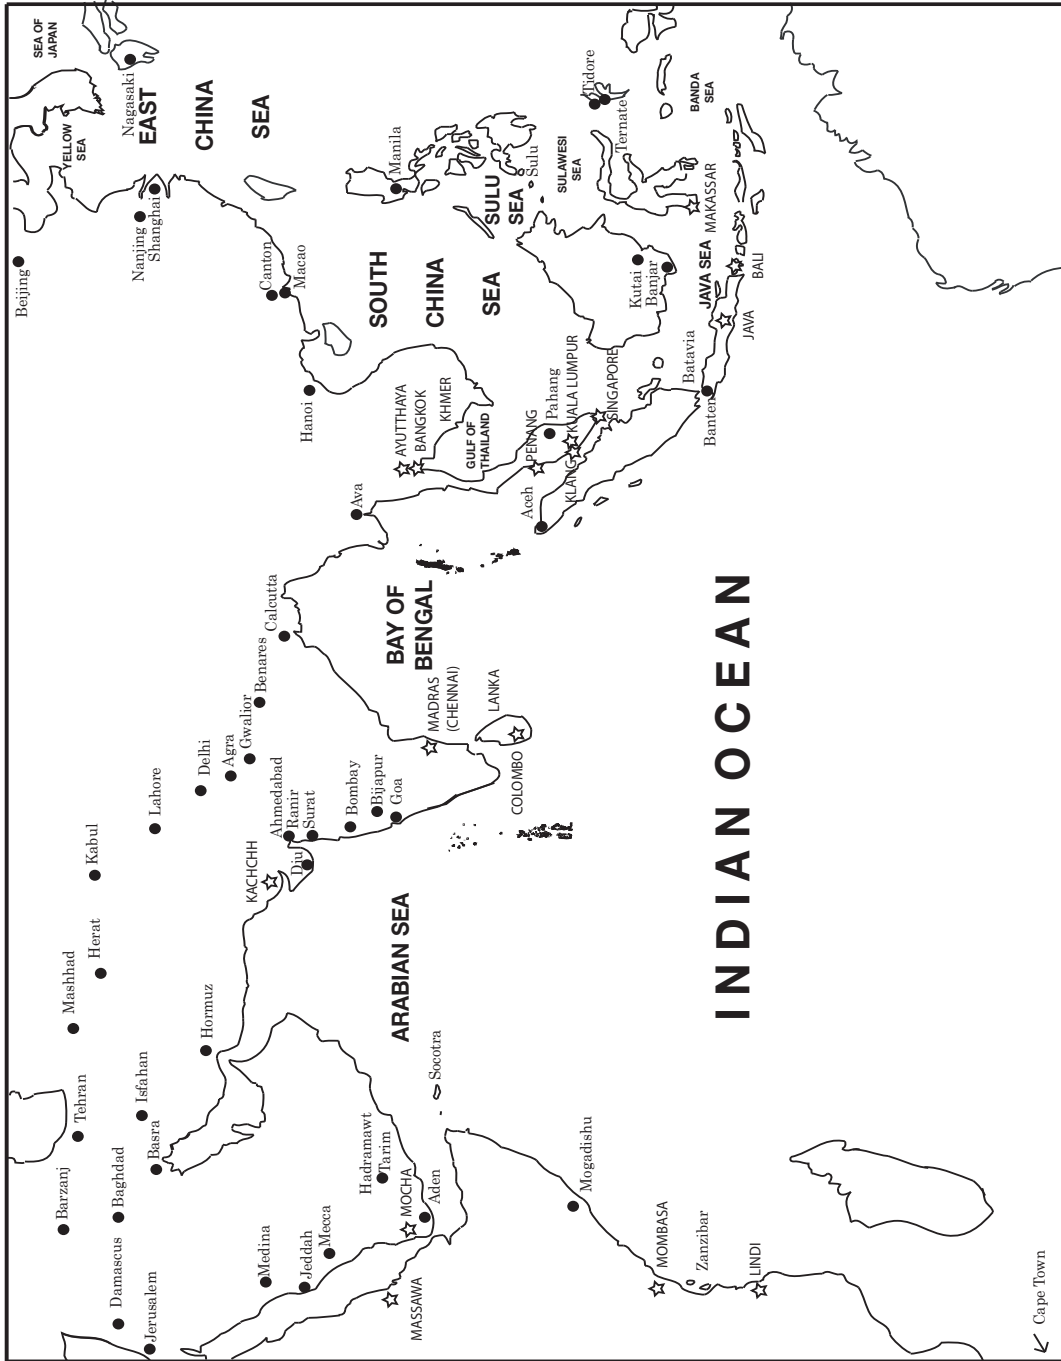 SEA OF
JAPAN
YELLOW
SEA
Nagasaki
EAST
CHINA
SEA
Beijing
Nanjing
Shanghai
Canton
Macao
Hanoi
SOUTH
CHINA
SEA
Manila
SULU
SEA
Sulu
SULAWESI
SEA
Tidore
Ternate
BANDA
SEA
MAKASSAR
JAVA SEA
Kutai
Banjar
BALI
JAVA
Batavia
Banten
AYUTTHAYA
BANGKOK
KHMER
GULF OF
THAILAND
PENANG
Pahang
KUALA LUMPUR
KLANG
SINGAPORE
Aceh
Ava
BAY OF
BENGAL
Calcutta
Benares
Gwalior
Agra
Delhi
Lahore
Kabul
Herat
Mashhad
Tehran
Isfahan
Hormuz
Basra
Baghdad
Barzanj
Damascus
Jerusalem
KACHCHH
Ahmedabad
Ranir
Surat
Diu
Bombay
Bijapur
Goa
MADRAS
(CHENNAI)
LANKA
COLOMBO
ARABIAN SEA
INDIAN OCEAN
Socotra
Hadramawt
Tarim
MOCHA
Aden
Medina
Jeddah
Mecca
MASSAWA
Mogadishu
MOMBASA
Zanzibar
LINDI
Cape Town